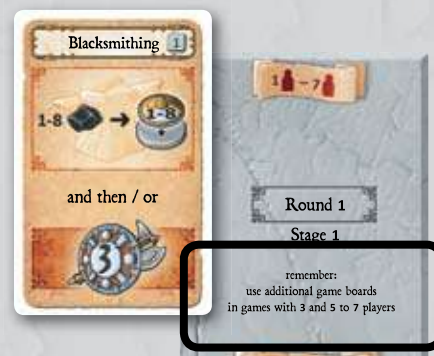 Blacksmithing 1
1-8 → 1-8
and then / or
3
1 – 7
Round 1
Stage 1
remember:
use additional game boards
in games with 3 and 5 to 7 players